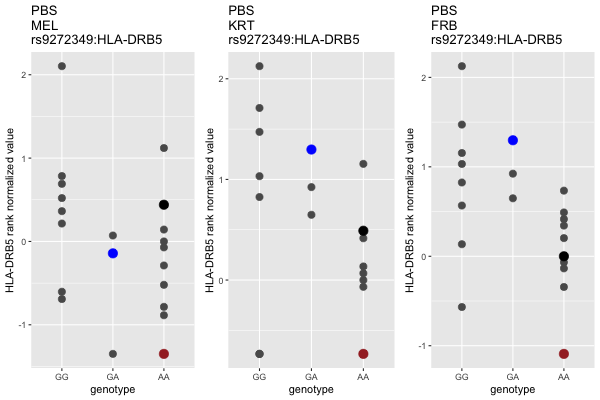 PBS
MEL
rs9272349:HLA-DRB5
HLA-DRB5 rank normalized value
2
1
0
-1
GG
GA
AA
genotype
PBS
KRT
rs9272349:HLA-DRB5
HLA-DRB5 rank normalized value
2
1
0
GG
GA
AA
genotype
PBS
FRB
rs9272349:HLA-DRB5
HLA-DRB5 rank normalized value
2
1
0
-1
GG
GA
AA
genotype